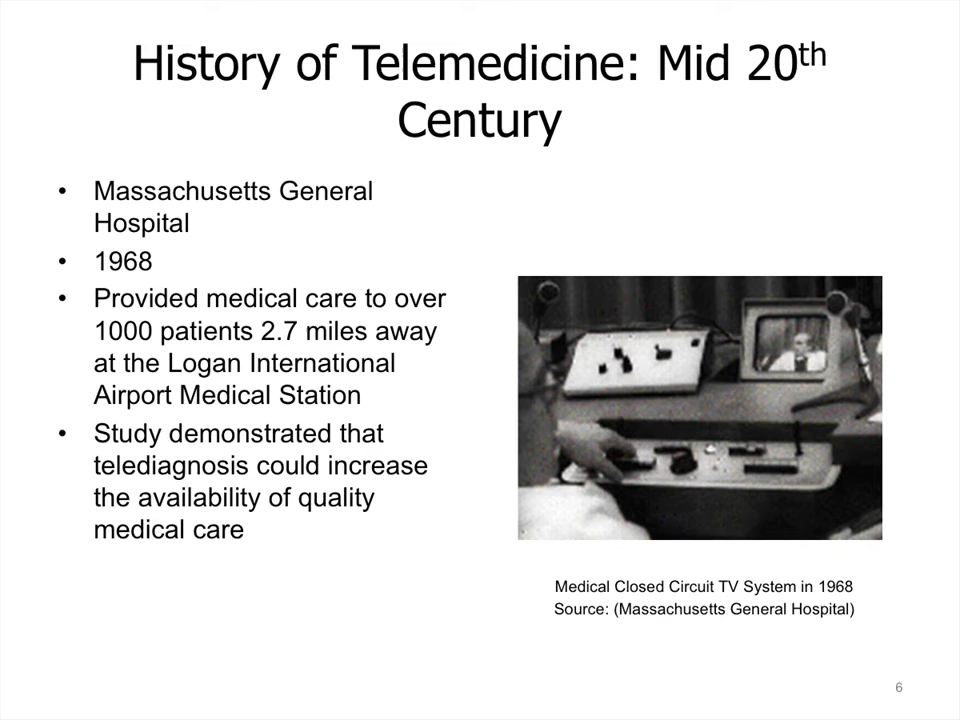 History of Telemedicine: Mid 20th
Century
• Massachusetts General
Hospital
• 1968
• Provided medical care to over
1000 patients 2.7 miles away
at the Logan International
Airport Medical Station
• Study demonstrated that
telediagnosis could increase
the availability of quality
medical care
Medical Closed Circuit TV System in 1968
Source: (Massachusetts General Hospital)
6